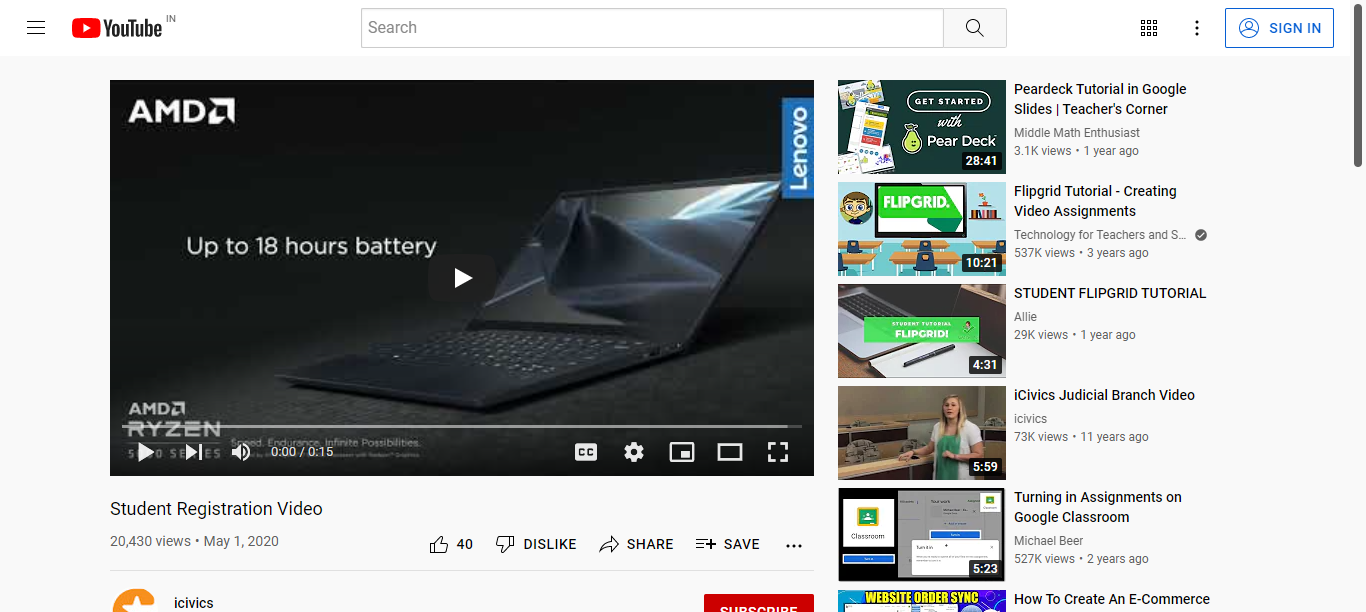 YouTube IN
Search
SIGN IN
AMD
Lenovo
Up to 18 hours battery
AMD
RYZEN
Speed. Endurance. Infinite Possibilities.
0:00 / 0:15
CC
Student Registration Video
20,430 views • May 1, 2020
40 DISLIKE SHARE SAVE
icivics
SUBSCRIBE
GET STARTED
with
Pear Deck
28:41
Peardeck Tutorial in Google
Slides | Teacher's Corner
Middle Math Enthusiast
3.1K views • 1 year ago
FLIPGRID.
10:21
Flipgrid Tutorial - Creating
Video Assignments
Technology for Teachers and S...
537K views • 3 years ago
STUDENT TUTORIAL
FLIPGRID!
4:31
STUDENT FLIPGRID TUTORIAL
Allie
29K views • 1 year ago
5:59
iCivics Judicial Branch Video
icivics
73K views • 11 years ago
Classroom
Turn in
5:23
Turning in Assignments on
Google Classroom
Michael Beer
527K views • 2 years ago
WEBSITE ORDER SYNC
How To Create An E-Commerce